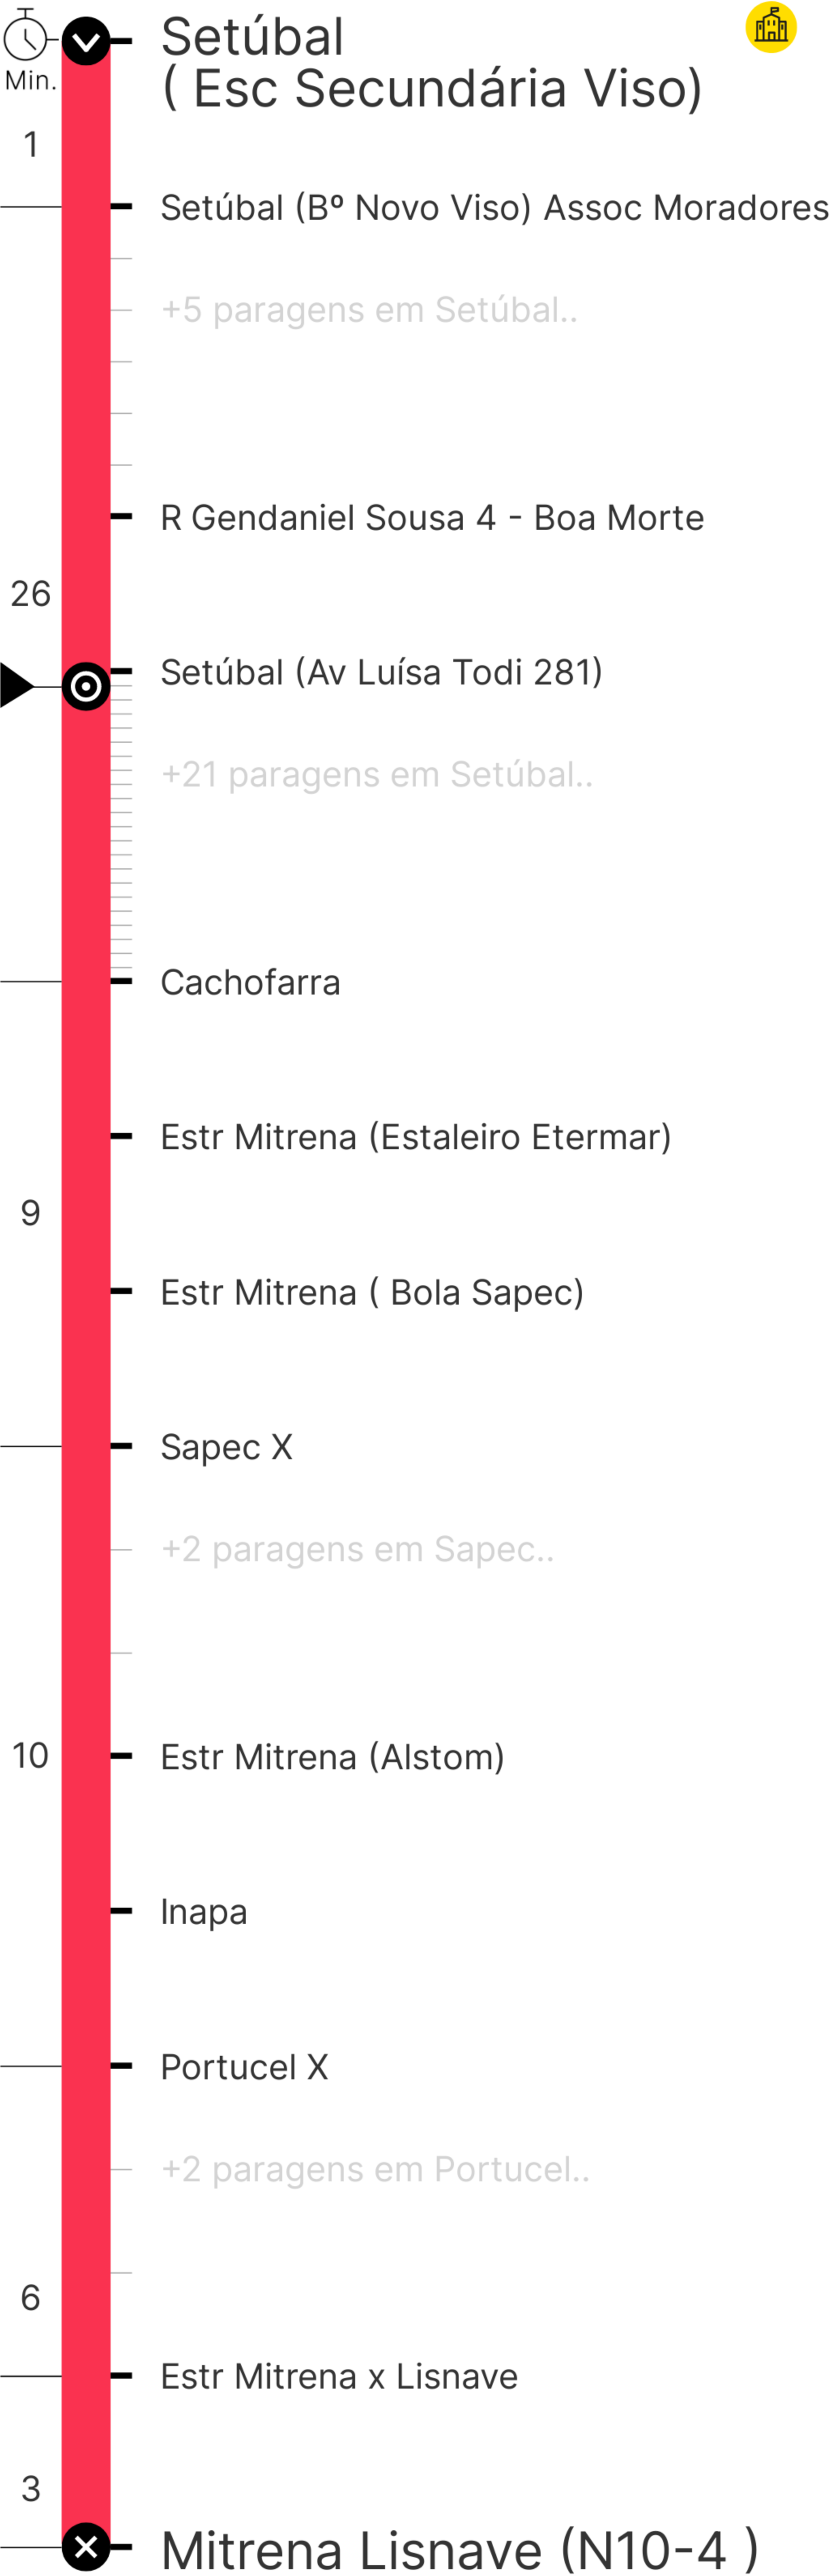 Setúbal
( Esc Secundária Viso)
Min.
1
Setúbal (Bº Novo Viso) Assoc Moradores
+5 paragens em Setúbal..
R Gendaniel Sousa 4 - Boa Morte
26
Setúbal (Av Luísa Todi 281)
+21 paragens em Setúbal..
Cachofarra
Estr Mitrena (Estaleiro Etermar)
9
Estr Mitrena ( Bola Sapec)
Sapec X
+2 paragens em Sapec..
10
Estr Mitrena (Alstom)
Inapa
Portucel X
+2 paragens em Portucel..
6
Estr Mitrena x Lisnave
3
Mitrena Lisnave (N10-4 )